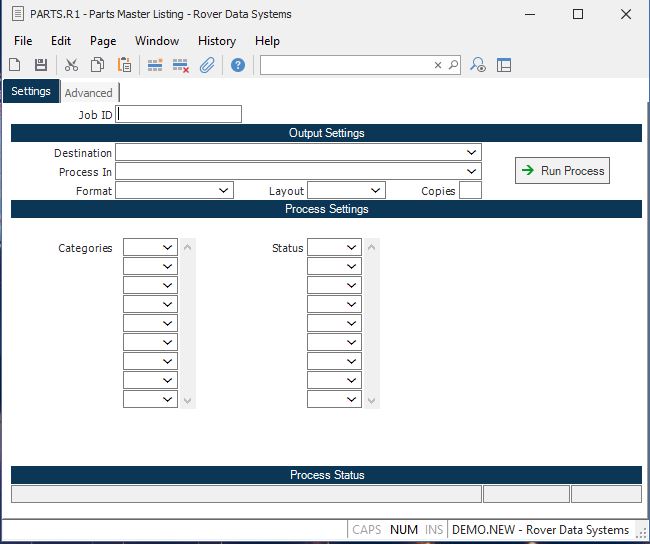 PARTS.R1 - Parts Master Listing - Rover Data Systems
File Edit Page Window History Help
Settings Advanced
Job ID
Output Settings
Destination
Process In
Run Process
Format Layout Copies
Process Settings
Categories Status
Process Status
CAPS NUM INS DEMO.NEW - Rover Data Systems